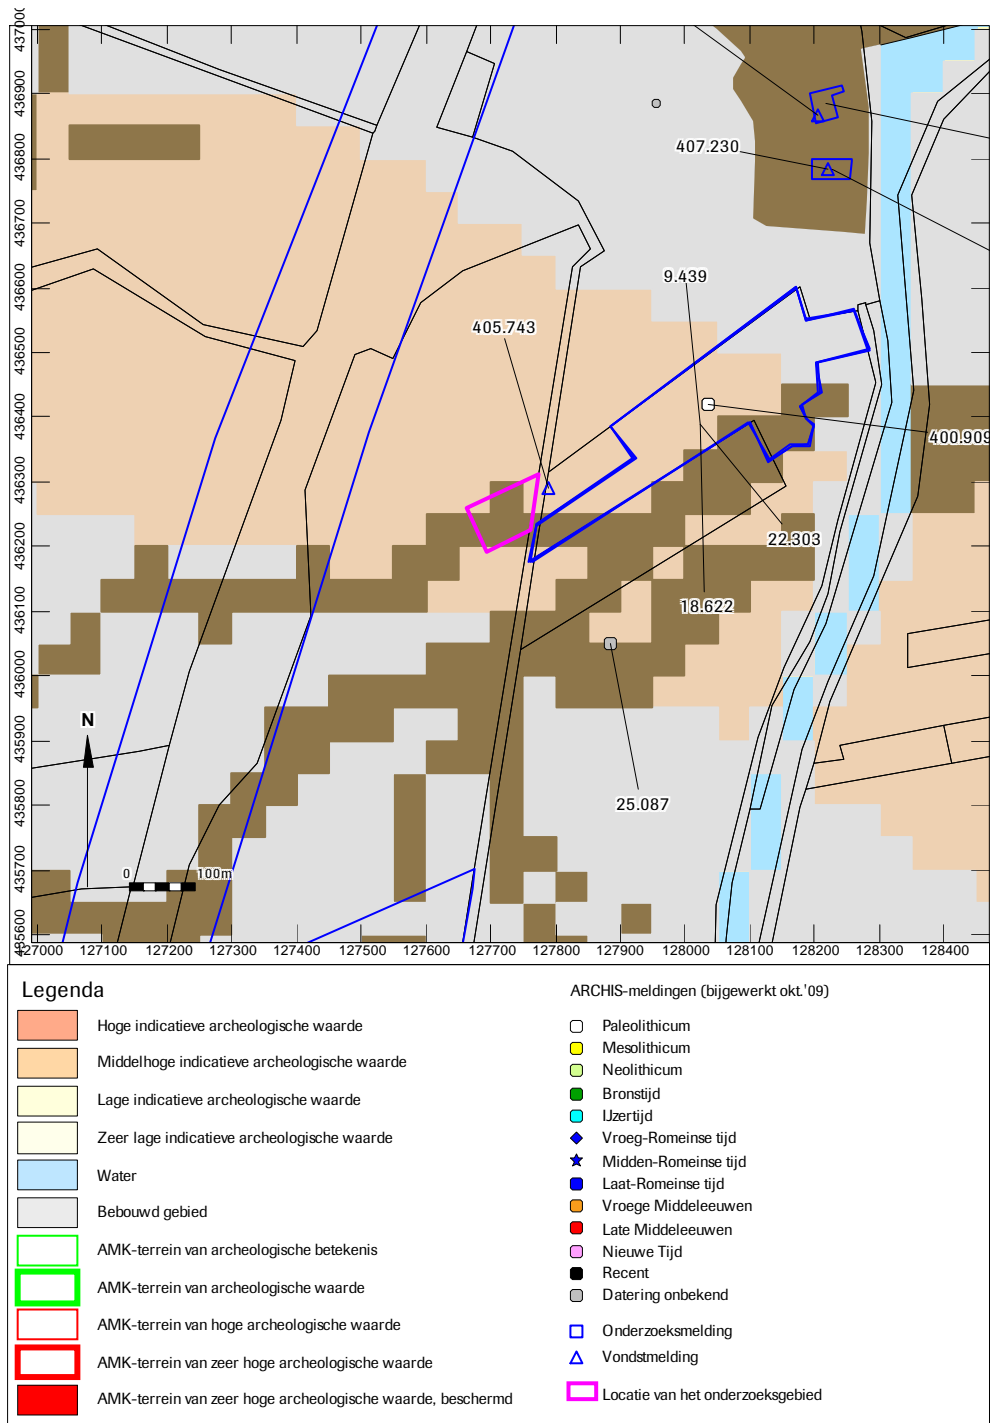 437000
436900
436800
436700
436600
436500
436400
436300
436200
436100
436000
435900
435800
435700
435600
407.230
9.439
405.743
400.909
22.303
18.622
25.087
N
0 100m
127000 127100 127200 127300 127400 127500 127600 127700 127800 127900 128000 128100 128200 128300 128400
Legenda
Hoge indicatieve archeologische waarde
Middelhoge indicatieve archeologische waarde
Lage indicatieve archeologische waarde
Zeer lage indicatieve archeologische waarde
Water
Bebouwd gebied
AMK-terrein van archeologische betekenis
AMK-terrein van archeologische waarde
AMK-terrein van hoge archeologische waarde
AMK-terrein van zeer hoge archeologische waarde
AMK-terrein van zeer hoge archeologische waarde, beschermd
ARCHIS-meldingen (bijgewerkt okt.'09)
Paleolithicum
Mesolithicum
Neolithicum
Bronstijd
IJzertijd
Vroeg-Romeinse tijd
Midden-Romeinse tijd
Laat-Romeinse tijd
Vroege Middeleeuwen
Late Middeleeuwen
Nieuwe Tijd
Recent
Datering onbekend
Onderzoeksmelding
Vondstmelding
Locatie van het onderzoeksgebied